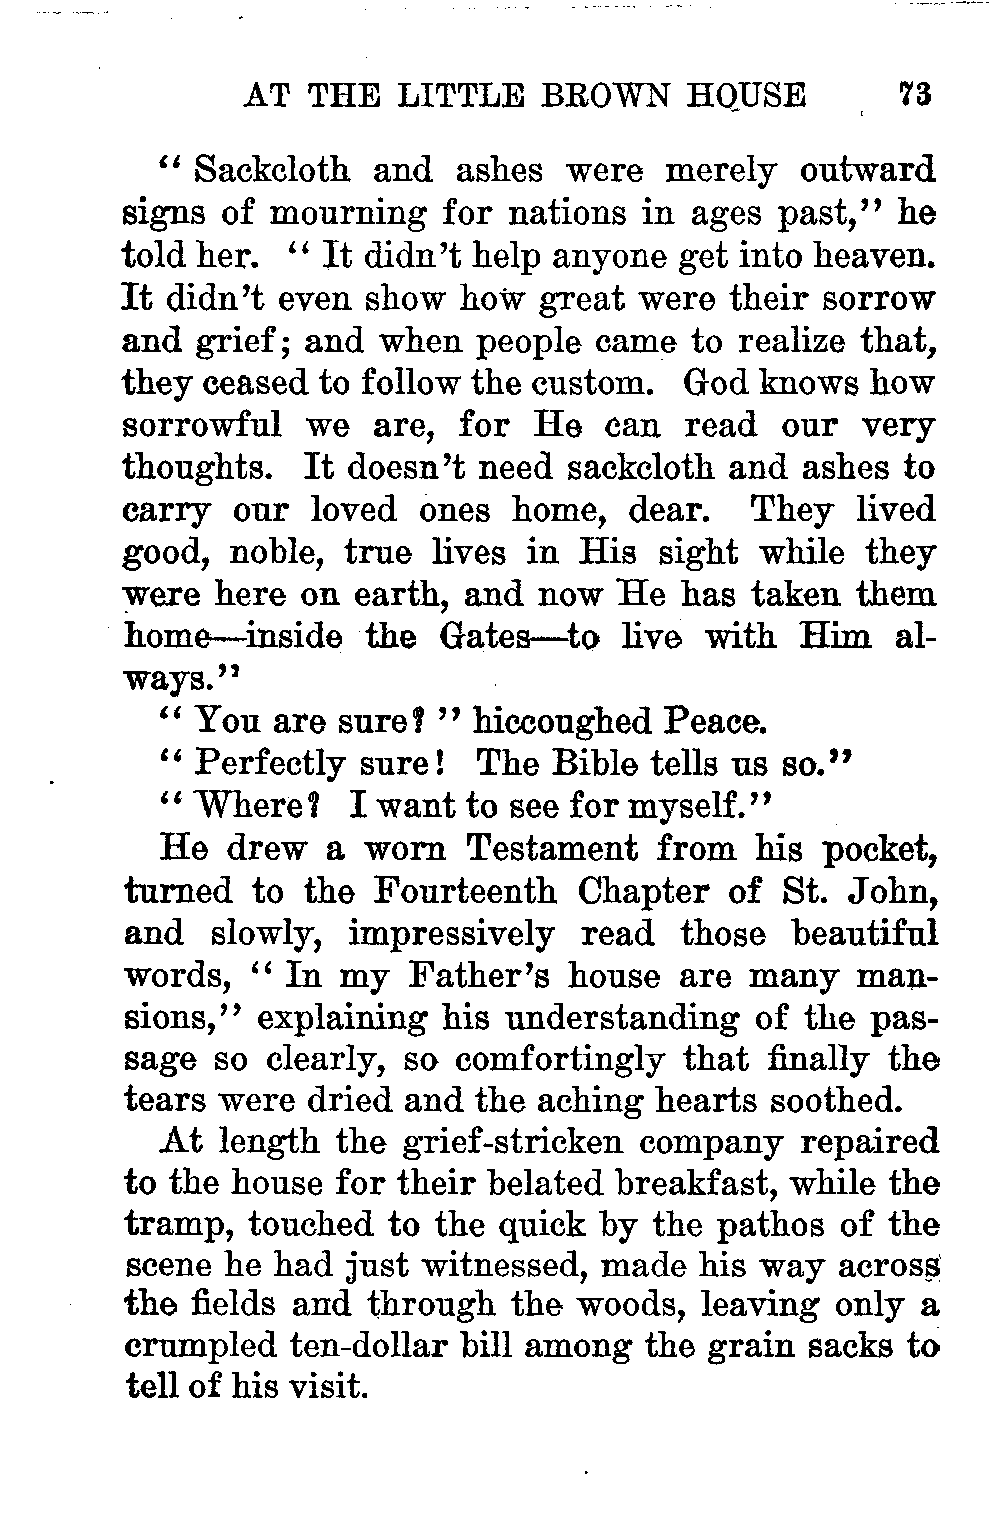 AT THE LITTLE BROWN HOUSE 73
“ Sackcloth and ashes were merely outward
signs of mourning for nations in ages past,” he
told her. “ It didn’t help anyone get into heaven.
It didn’t even show how great were their sorrow
and grief; and when people came to realize that,
they ceased to follow the custom. God knows how
sorrowful we are, for He can read our very
thoughts. It doesn’t need sackcloth and ashes to
carry our loved ones home, dear. They lived
good, noble, true lives in His sight while they
were here on earth, and now He has taken them
home—inside the Gates—to live with Him al-
ways.”
“ You are sure? ” hiccoughed Peace.
“ Perfectly sure! The Bible tells us so.”
“ Where? I want to see for myself.”
He drew a worn Testament from his pocket,
turned to the Fourteenth Chapter of St. John,
and slowly, impressively read those beautiful
words, “ In my Father’s house are many man-
sions,” explaining his understanding of the pas-
sage so clearly, so comfortingly that finally the
tears were dried and the aching hearts soothed.
At length the grief-stricken company repaired
to the house for their belated breakfast, while the
tramp, touched to the quick by the pathos of the
scene he had just witnessed, made his way across
the fields and through the woods, leaving only a
crumpled ten-dollar bill among the grain sacks to
tell of his visit.